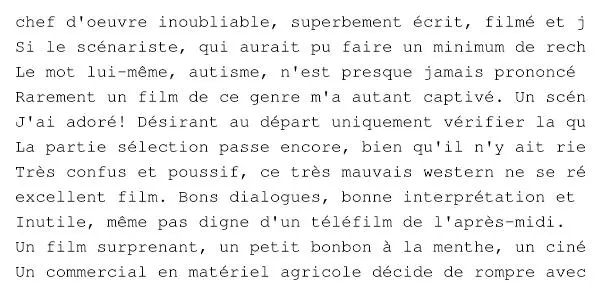 chef d'oeuvre inoubliable, superbement écrit, filmé et j
Si le scénariste, qui aurait pu faire un minimum de rech
Le mot lui-même, autisme, n'est presque jamais prononcé
Rarement un film de ce genre m'a autant captivé. Un scén
J'ai adoré! Désirant au départ uniquement vérifier la qu
La partie sélection passe encore, bien qu'il n'y ait rie
Très confus et poussif, ce très mauvais western ne se ré
excellent film. Bons dialogues, bonne interprétation et
Inutile, même pas digne d'un téléfilm de l'après-midi.
Un film surprenant, un petit bonbon à la menthe, un ciné
Un commercial en matériel agricole décide de rompre avec